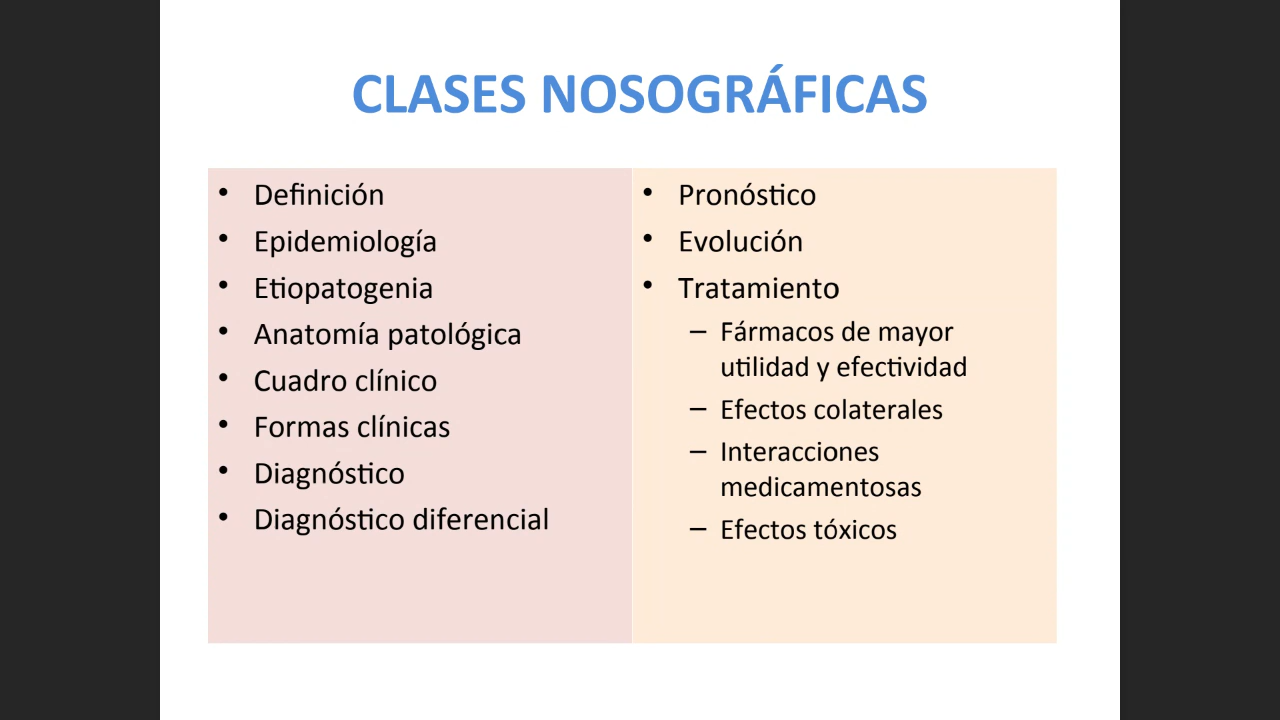 CLASES NOSOGRÁFICAS
• Definición
• Epidemiología
• Etiopatogenia
• Anatomía patológica
• Cuadro clínico
• Formas clínicas
• Diagnóstico
• Diagnóstico diferencial
• Pronóstico
• Evolución
• Tratamiento
– Fármacos de mayor
utilidad y efectividad
– Efectos colaterales
– Interacciones
medicamentosas
– Efectos tóxicos